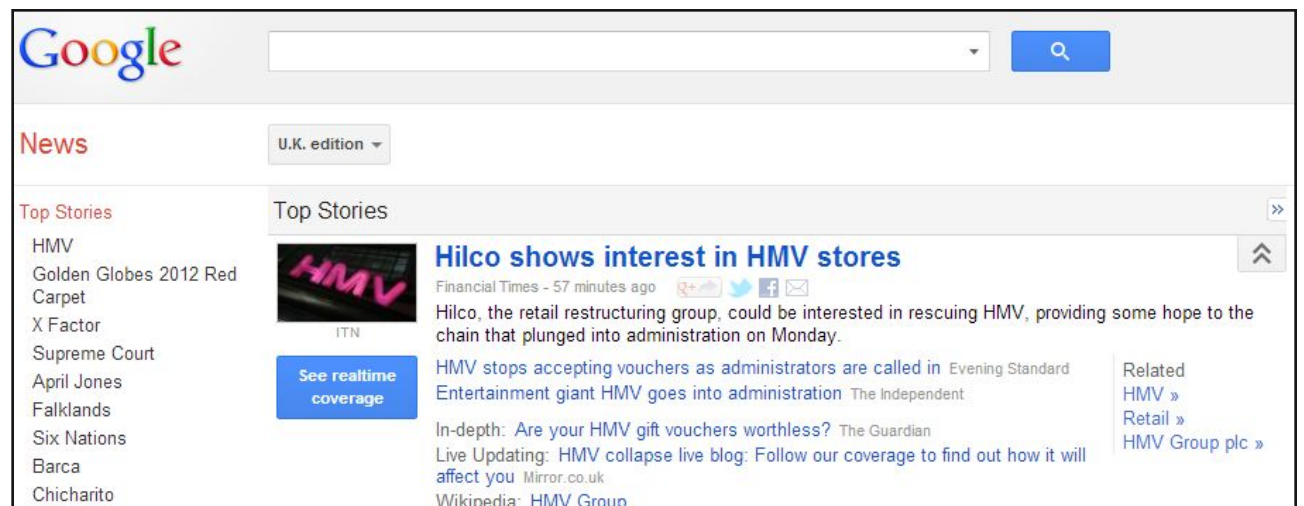 Google
News
U.K. edition
Top Stories
HMV
Golden Globes 2012 Red
Carpet
X Factor
Supreme Court
April Jones
Falklands
Six Nations
Barca
Chicharito
Top Stories
»
HMV
ITN
See realtime
coverage
Hilco shows interest in HMV stores
Financial Times - 57 minutes ago
Hilco, the retail restructuring group, could be interested in rescuing HMV, providing some hope to the
chain that plunged into administration on Monday.
HMV stops accepting vouchers as administrators are called in Evening Standard
Entertainment giant HMV goes into administration The Independent
In-depth: Are your HMV gift vouchers worthless? The Guardian
Live Updating: HMV collapse live blog: Follow our coverage to find out how it will
affect you Mirror.co.uk
Wikipedia: HMV Group
Related
HMV »
Retail »
HMV Group plc »